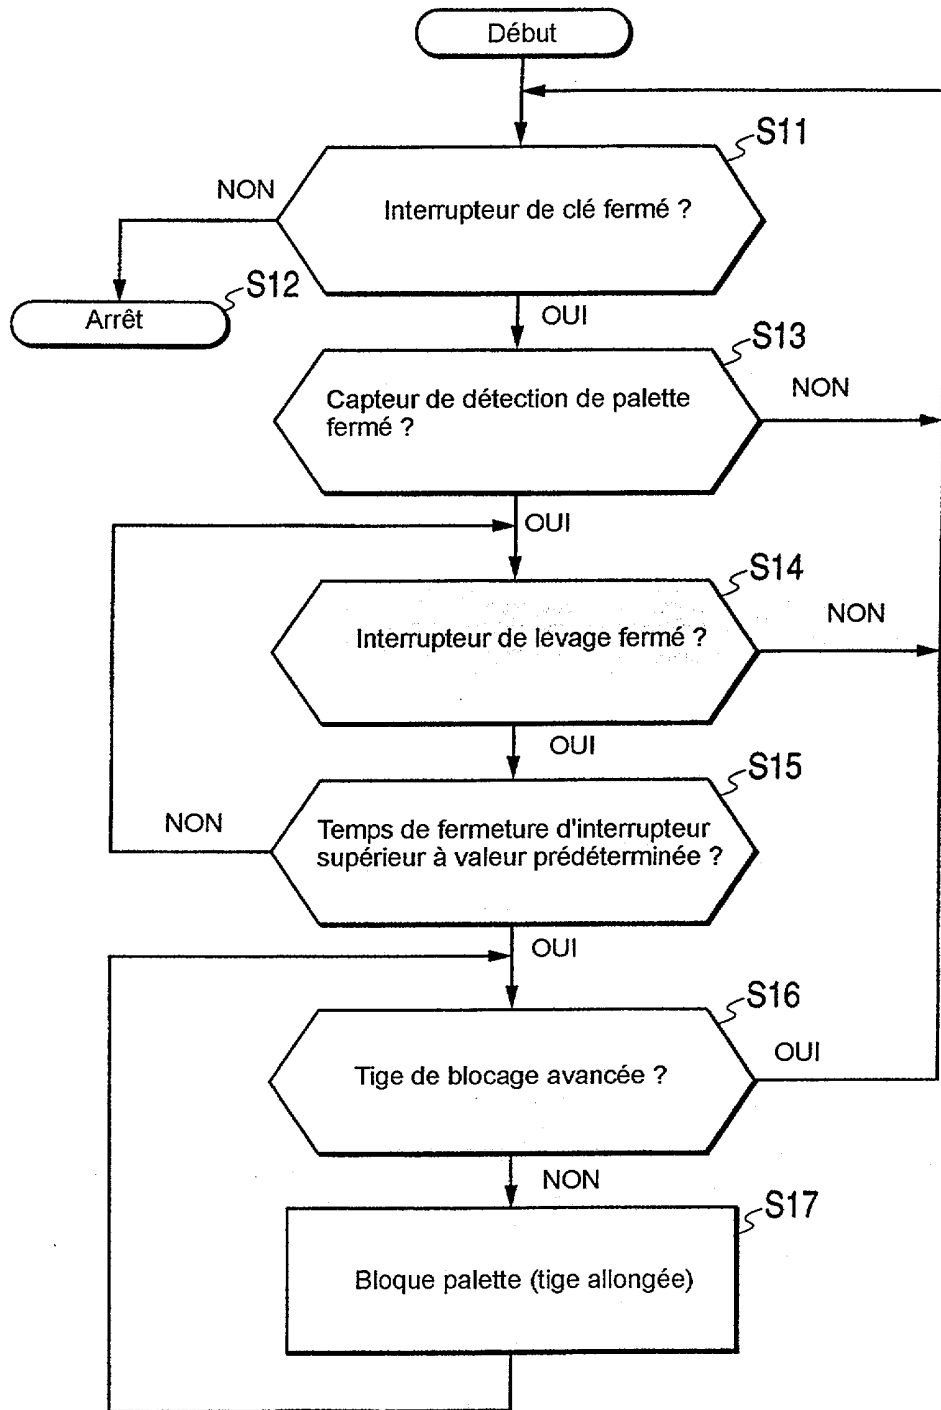 Début
S11
NON
Interrupteur de clé fermé ?
S12
Arrêt
OUI
S13
Capteur de détection de palette
fermé ?
NON
OUI
S14
Interrupteur de levage fermé ?
NON
OUI
S15
NON
Temps de fermeture d'interrupteur
supérieur à valeur prédéterminée ?
OUI
S16
Tige de blocage avancée ?
OUI
NON
S17
Bloque palette (tige allongée)